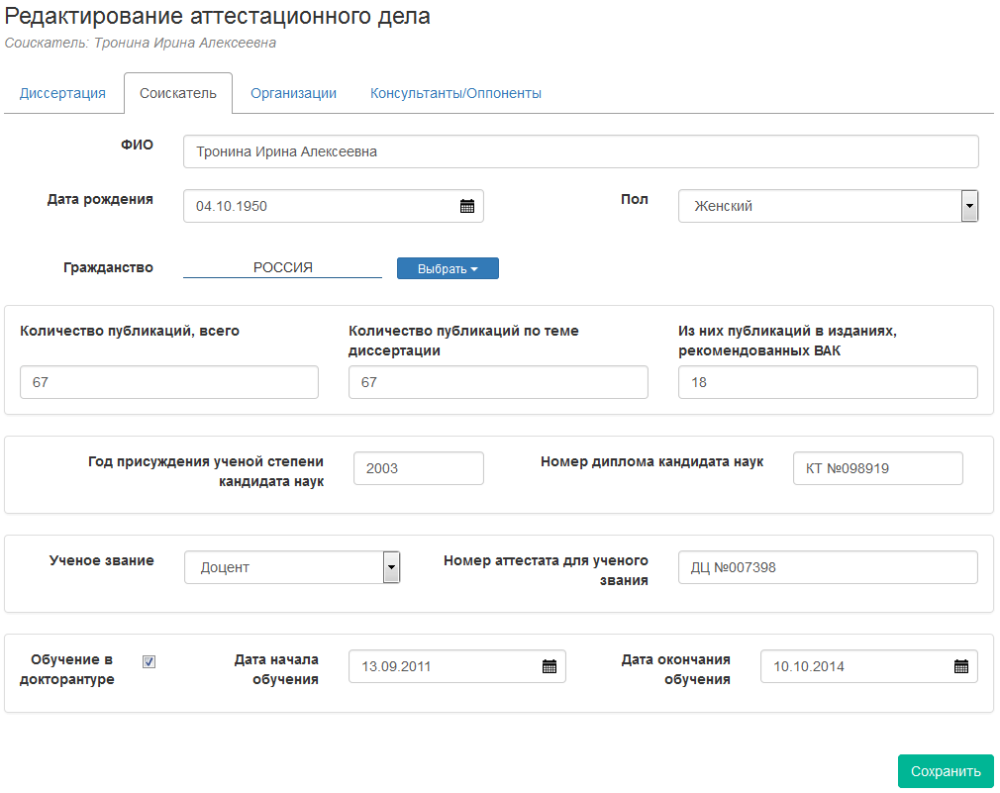 Редактирование аттестационного дела
Соискатель: Тронина Ирина Алексеевна
Диссертация Соискатель Организации Консультанты/Оппоненты
ФИО Тронина Ирина Алексеевна
Дата рождения 04.10.1950 Пол Женский
Гражданство РОССИЯ Выбрать
Количество публикаций, всего
Количество публикаций по теме
диссертации
Из них публикаций в изданиях,
рекомендованных ВАК
67 67 18
Год присуждения ученой степени
кандидата наук
2003
Номер диплома кандидата наук
КТ №098919
Ученое звание
Доцент
Номер аттестата для ученого
звания
ДЦ №007398
Обучение в
докторантуре
Дата начала
обучения
13.09.2011
Дата окончания
обучения
10.10.2014
Сохранить